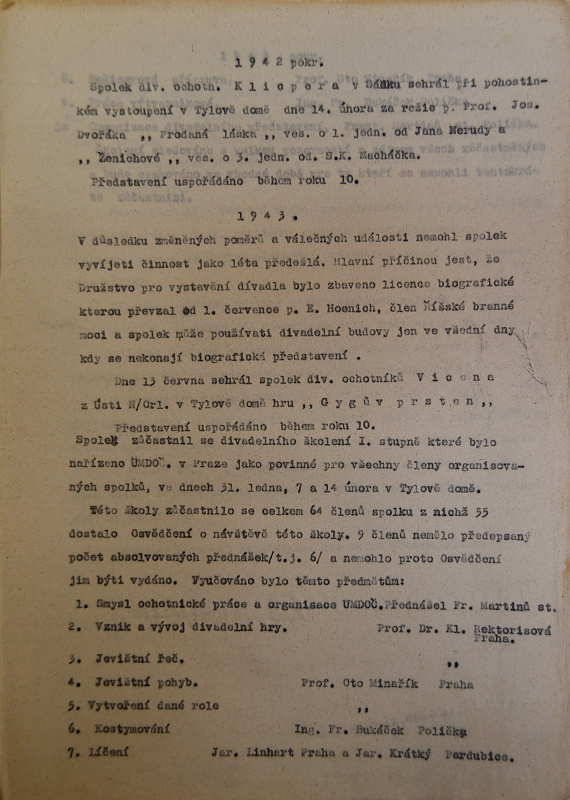 1942 pokr.
Spolek div. ochotn. K l i c p e r a v Sánku sehrál při pohostin-
kém vystoupení v Tylově domě dne 14. února za režie p. Prof. Jos.
Dvořáka ,, Prodaná láska ,, ves. o 1. jedn. od Jana Nerudy a
,, Ženichové ,, ves. o 3. jedn. od. S.K. Macháčka.
Představení uspořádáno během roku 10.
1 9 4 3 .
V důsledku změněných poměrů a válečných událostí nemohl spolek
vyvíjeti činnost jako léta předešlá. Hlavní příčinou jest, že
Družstvo pro vystavění divadla bylo zbaveno licence biografické
kterou převzal od 1. července p. E. Hoenich, člen Říšské branné
moci a spolek může používati divadelní budovy jen ve všední dny
kdy se nekonají biografická představení .
Dne 13 června sehrál spolek div. ochotníků V i c e n a
z Ústí N/Orl. v Tylově domě hru ,, G y g ů v p r s t e n ,,
Představení uspořádáno během roku 10.
Spolek zúčastnil se divadelního školení I. stupně které bylo
nařízeno ÚMDOČ. v Praze jako povinné pro všechny členy organisova-
ných spolků, ve dnech 31. ledna, 7 a 14 února v Tylově domě.
Této školy zúčastnilo se celkem 64 členů spolku z nichž 55
dostalo Osvědčení o návštěvě této školy. 9 členů nemělo předepsaný
počet absolvovaných přednášek/t.j. 6/ a nemohlo proto Osvědčení
jim býti vydáno. Vyučováno bylo těmto předmětům:
1. Smysl ochotnické práce a organisace ÚMDOČ.Přednášel Fr. Martinů st.
2. Vznik a vývoj divadelní hry. Prof. Dr. Kl. Rektorisová
Praha.
3. Jevištní řeč. ,,
4. Jevištní pohyb. Prof. Oto Minařík Praha
5. Vytvoření dané role ,,
6. Kostymování Ing. Fr. Bukáček Polička
7. Líčení Jar. Linhart Praha a Jar. Krátký Pardubice.